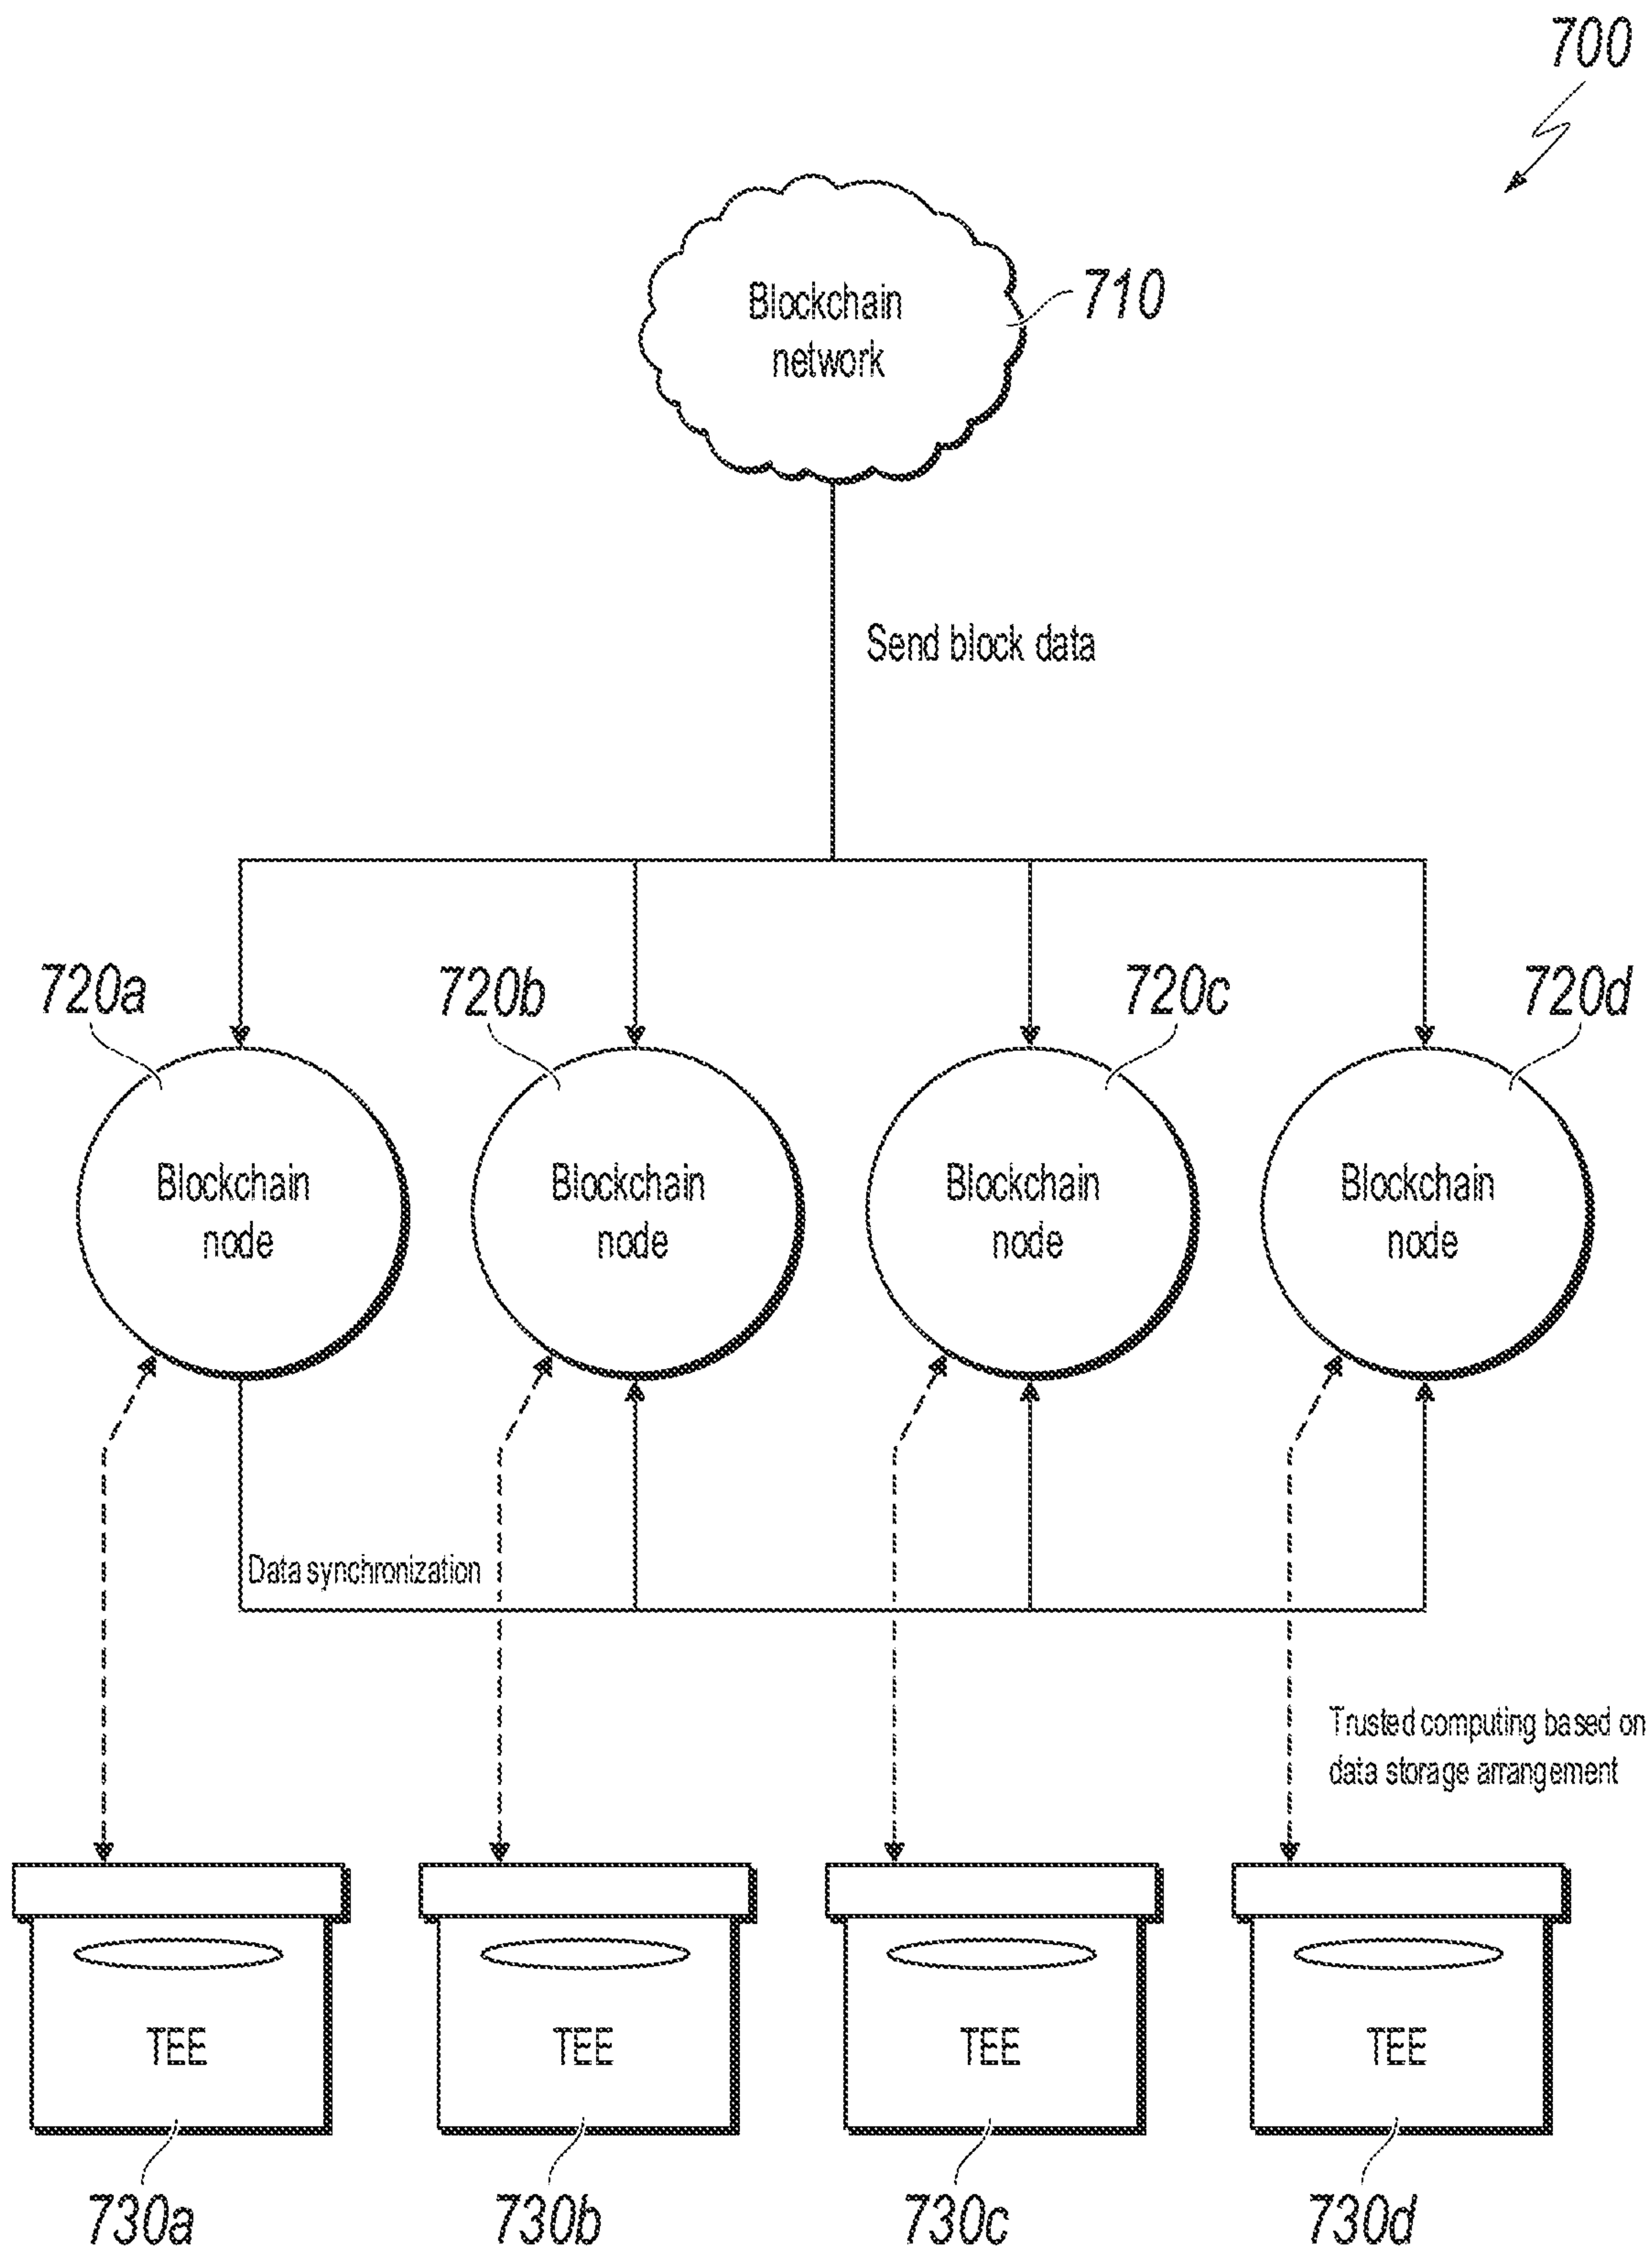 700
Blockchain
network
710
Send block data
720a
720b
720c
720d
Blockchain
node
Blockchain
node
Blockchain
node
Blockchain
node
Data synchronization
Trusted computing based on
data storage arrangement
TEE
TEE
TEE
TEE
730a
730b
730c
730d